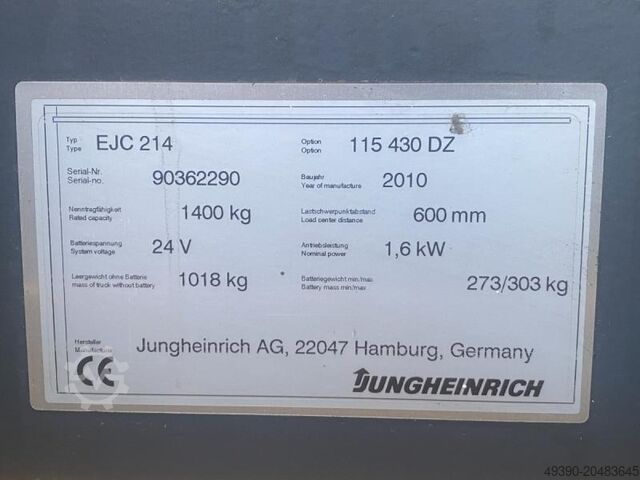 Typ
Type EJC 214 Option
Option 115 430 DZ
Serial-Nr.
Serial-no. 90362290 Baujahr
Year of manufacture 2010
Nenntragfähigkeit
Rated capacity 1400 kg Lastschwerpunktabstand
Load center distance 600 mm
Batteriespannung
System voltage 24 V Antriebsleistung
Nominal power 1,6 kW
Leergewicht ohne Batterie
mass of truck without battery 1018 kg Batteriegewicht min/max
Battery mass min/max 273/303 kg
Hersteller
Manufacture Jungheinrich AG, 22047 Hamburg, Germany
CE JUNGHEINRICH
49390-20483645